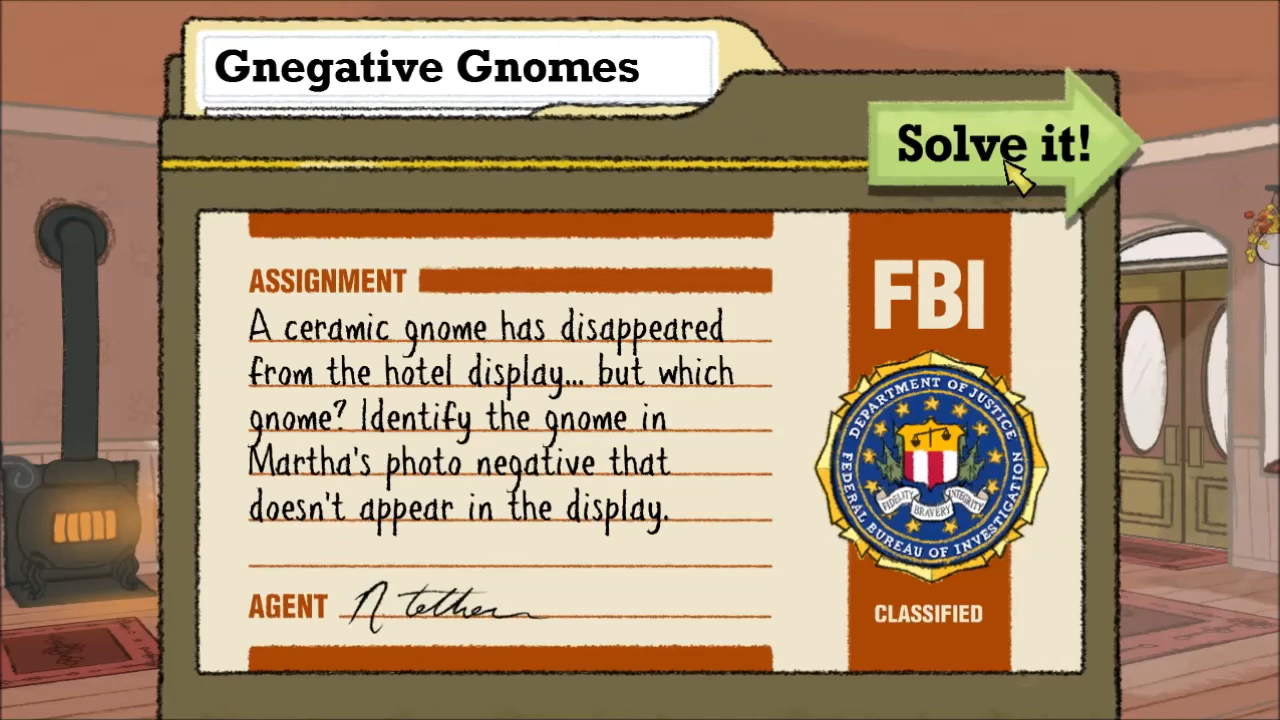 Gnegative Gnomes
Solve it!
ASSIGNMENT
A ceramic gnome has disappeared
from the hotel display... but which
gnome? Identify the gnome in
Martha's photo negative that
doesn't appear in the display.
AGENT N Tether
FBI
DEPARTMENT OF JUSTICE
FIDELITY BRAVERY INTEGRITY
FEDERAL BUREAU OF INVESTIGATION
CLASSIFIED